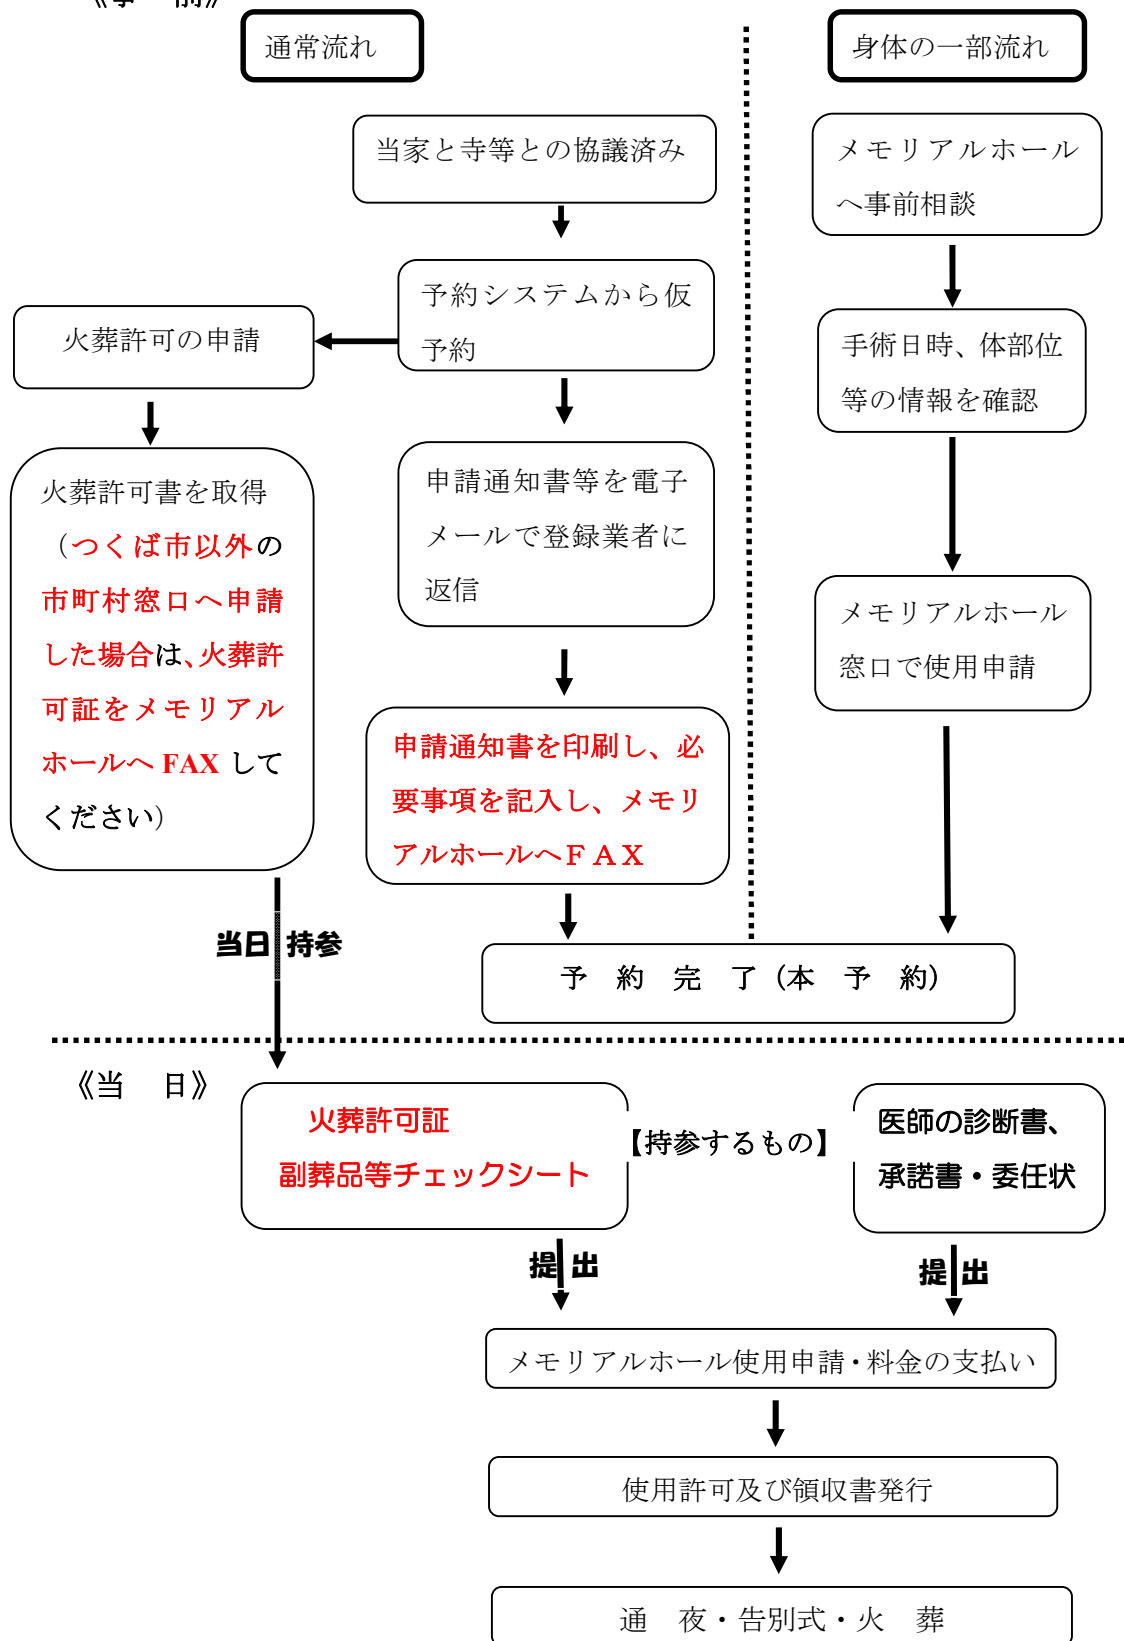 《事　前》
通常流れ
身体の一部流れ
当家と寺等との協議済み
メモリアルホール
へ事前相談
予約システムから仮
予約
火葬許可の申請
手術日時、体部位
等の情報を確認
火葬許可書を取得
（つくば市以外の
市町村窓口へ申請
した場合は、火葬許
可証をメモリアル
ホールへ FAX して
ください）
申請通知書等を電子
メールで登録業者に
返信
メモリアルホール
窓口で使用申請
申請通知書を印刷し、必
要事項を記入し、メモリ
アルホールへＦＡＸ
当日 持参
予　約　完　了（本　予　約）
《当　日》
火葬許可証
副葬品等チェックシート
【持参するもの】
医師の診断書、
承諾書・委任状
提 出
提 出
メモリアルホール使用申請・料金の支払い
使用許可及び領収書発行
通　夜・告別式・火　葬